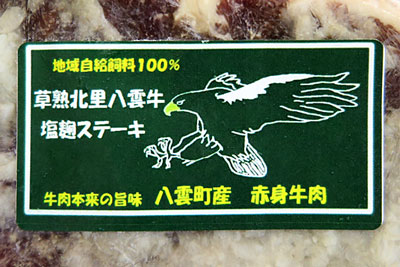 地域自給飼料100%
草熟北里八雲牛
塩麹ステーキ
牛肉本来の旨味 八雲町産 赤身牛肉